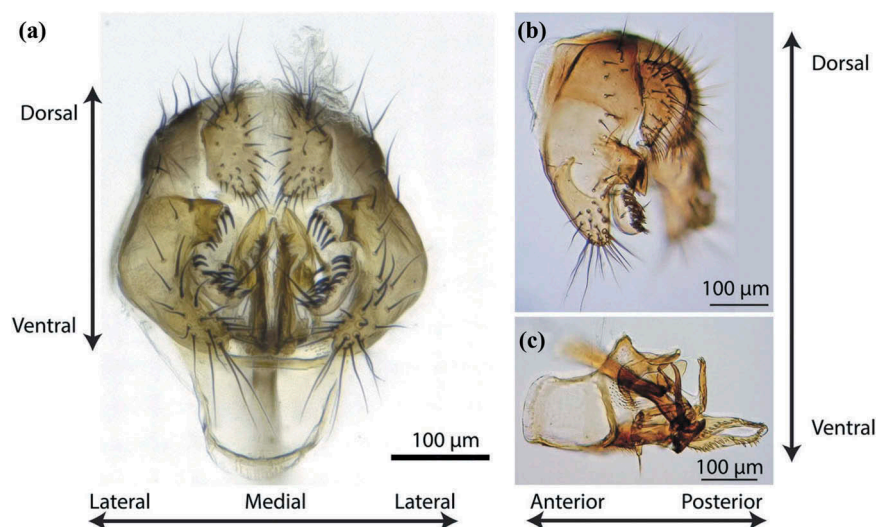 (a)
Dorsal
Ventral
100 µm
Lateral Medial Lateral
(b)
100 µm
(c)
100 µm
Dorsal
Ventral
Anterior Posterior